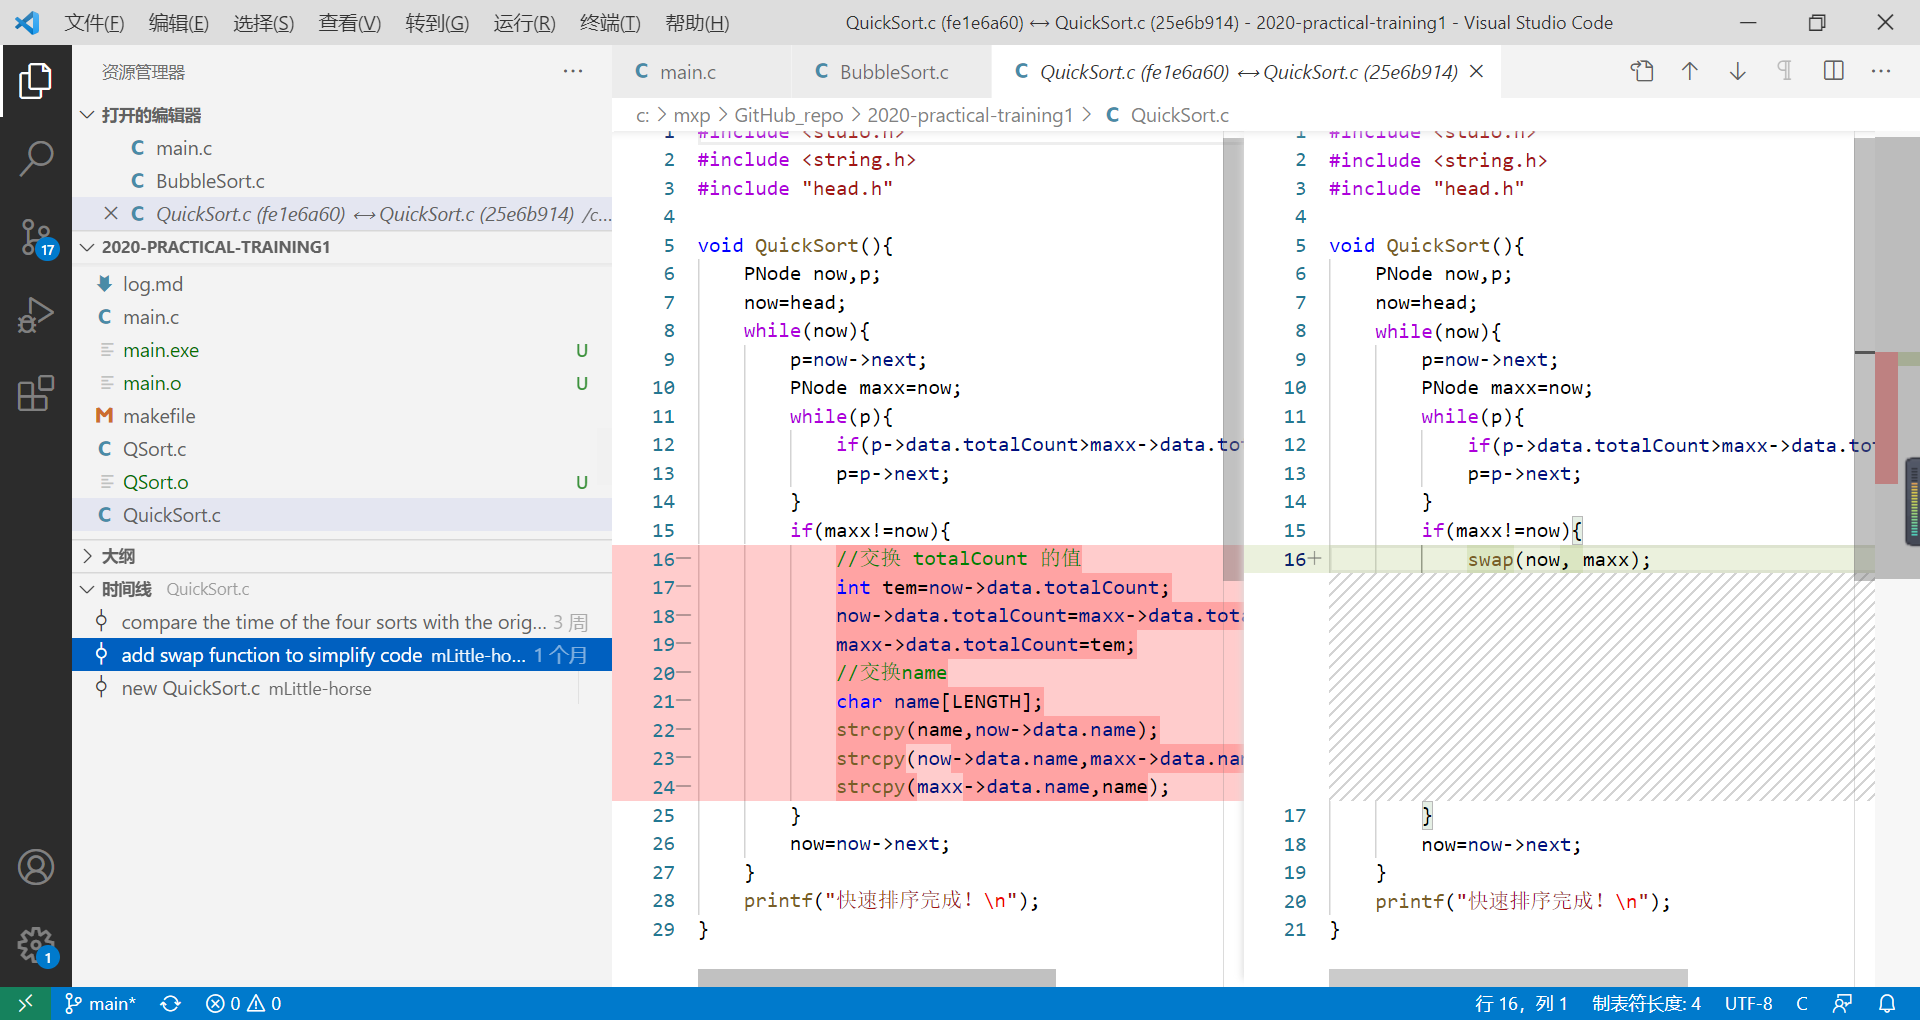 文件(F) 编辑(E) 选择(S) 查看(V) 转到(G) 运行(R) 终端(T) 帮助(H) QuickSort.c (fe1e6a60) ↔ QuickSort.c (25e6b914) - 2020-practical-training1 - Visual Studio Code
资源管理器
打开的编辑器
main.c
BubbleSort.c
QuickSort.c (fe1e6a60) ↔ QuickSort.c (25e6b914) /c...
2020-PRACTICAL-TRAINING1
log.md
main.c
main.exe U
main.o U
makefile
QSort.c
QSort.o U
QuickSort.c
大纲
时间线 QuickSort.c
compare the time of the four sorts with the orig... 3 周
add swap function to simplify code mLittle-ho... 1 个月
new QuickSort.c mLittle-horse
17
1
main.c BubbleSort.c QuickSort.c (fe1e6a60) ↔ QuickSort.c (25e6b914)
c: > mxp > GitHub_repo > 2020-practical-training1 > C QuickSort.c
1 #include <stdio.h>
2 #include <string.h>
3 #include "head.h"
4
5 void QuickSort(){
6 PNode now,p;
7 now=head;
8 while(now){
9 p=now->next;
10 PNode maxx=now;
11 while(p){
12 if(p->data.totalCount>maxx->data.to
13 p=p->next;
14 }
15 if(maxx!=now){
16— //交换 totalCount 的值
17— int tem=now->data.totalCount;
18— now->data.totalCount=maxx->data.tota
19— maxx->data.totalCount=tem;
20— //交换name
21— char name[LENGTH];
22— strcpy(name,now->data.name);
23— strcpy(now->data.name,maxx->data.na
24— strcpy(maxx->data.name,name);
25 }
26 now=now->next;
27 }
28 printf("快速排序完成！\n");
29 }
1 #include <stdio.h>
2 #include <string.h>
3 #include "head.h"
4
5 void QuickSort(){
6 PNode now,p;
7 now=head;
8 while(now){
9 p=now->next;
10 PNode maxx=now;
11 while(p){
12 if(p->data.totalCount>maxx->data.to
13 p=p->next;
14 }
15 if(maxx!=now){
16+ swap(now, maxx);
17 }
18 now=now->next;
19 }
20 printf("快速排序完成！\n");
21 }
main* 0 0 行 16，列 1 制表符长度: 4 UTF-8 C